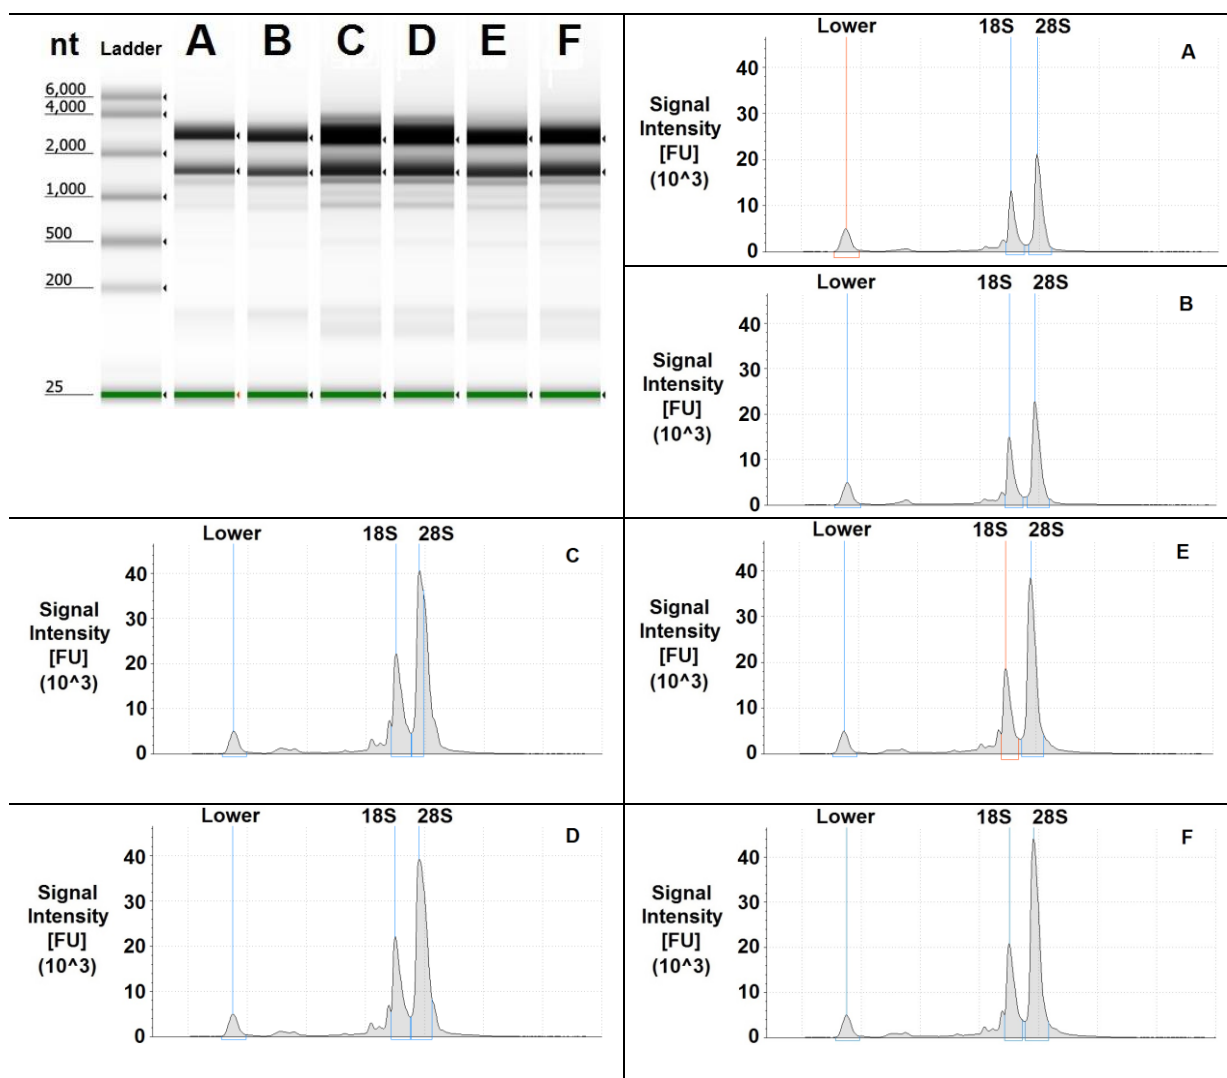 nt Ladder A B C D E F
6,000
4,000
2,000
1,000
500
200
25
Lower 18S 28S
A
Signal
Intensity
[FU]
(10^3)
40
30
20
10
0
Lower 18S 28S
B
Signal
Intensity
[FU]
(10^3)
40
30
20
10
0
Lower 18S 28S
C
Signal
Intensity
[FU]
(10^3)
40
30
20
10
0
Lower 18S 28S
E
Signal
Intensity
[FU]
(10^3)
40
30
20
10
0
Lower 18S 28S
D
Signal
Intensity
[FU]
(10^3)
40
30
20
10
0
Lower 18S 28S
F
Signal
Intensity
[FU]
(10^3)
40
30
20
10
0